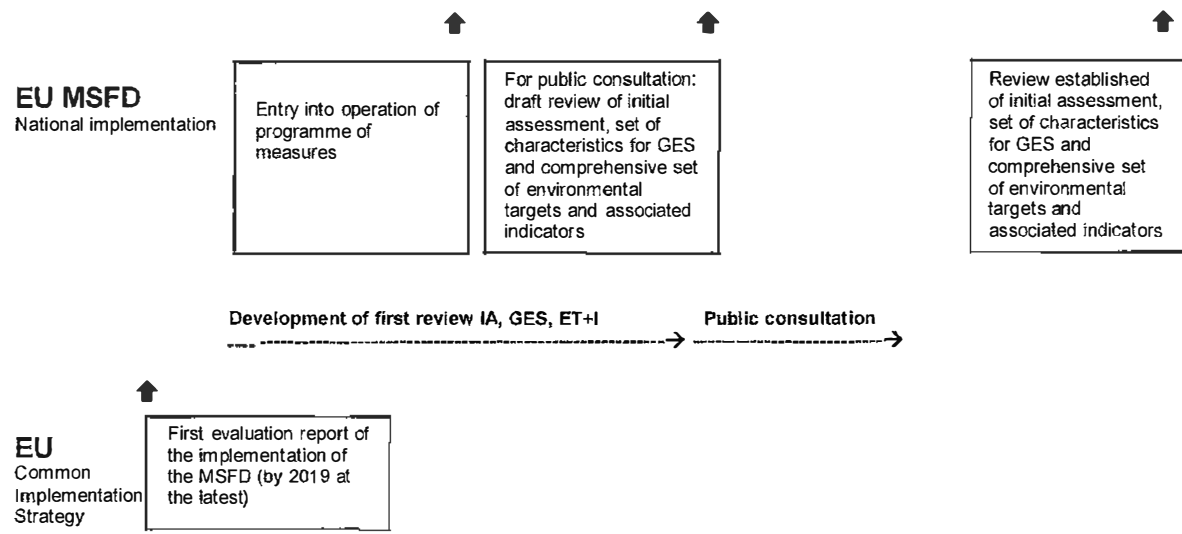 EU MSFD
National implementation
Entry into operation of
programme of
measures
For public consultation:
draft review of initial
assessment, set of
characteristics for GES
and comprehensive set
of environmental
targets and associated
indicators
Review established
of initial assessment,
set of characteristics
for GES and
comprehensive set
of environmental
targets and
associated indicators
Development of first review IA, GES, ET+I
Public consultation
EU
Common
Implementation
Strategy
First evaluation report of
the implementation of
the MSFD (by 2019 at
the latest)